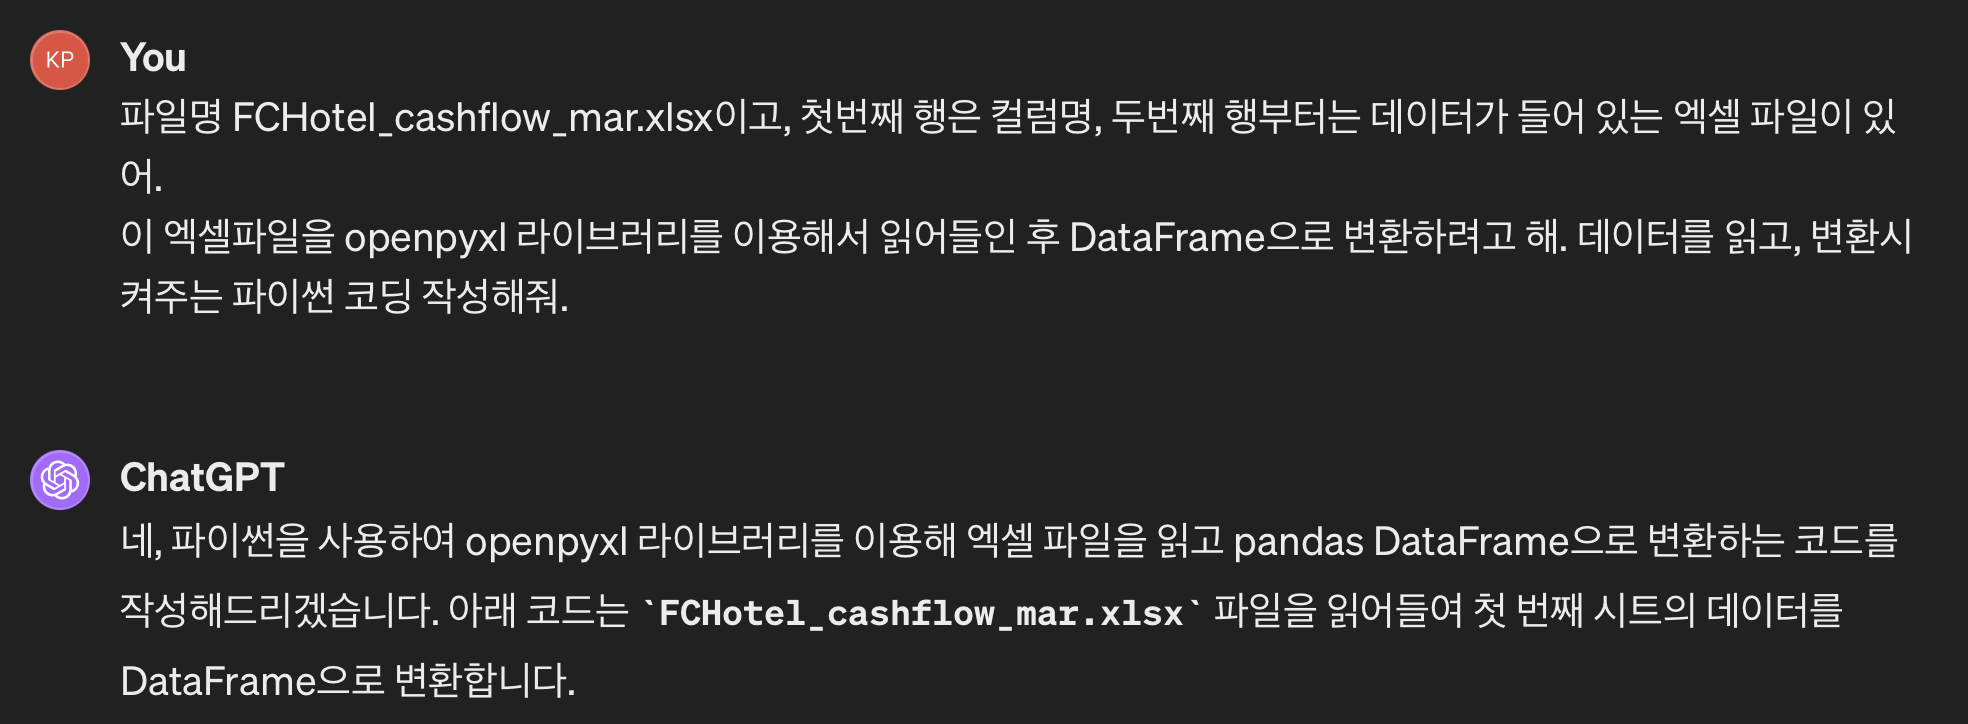 KP
You
파일명 FCHotel_cashflow_mar.xlsx이고, 첫번째 행은 컬럼명, 두번째 행부터는 데이터가 들어 있는 엑셀 파일이 있
어.
이 엑셀파일을 openpyxl 라이브러리를 이용해서 읽어들인 후 DataFrame으로 변환하려고 해. 데이터를 읽고, 변환시
켜주는 파이썬 코딩 작성해줘.
ChatGPT
네, 파이썬을 사용하여 openpyxl 라이브러리를 이용해 엑셀 파일을 읽고 pandas DataFrame으로 변환하는 코드를
작성해드리겠습니다. 아래 코드는 `FCHotel_cashflow_mar.xlsx` 파일을 읽어들여 첫 번째 시트의 데이터를
DataFrame으로 변환합니다.